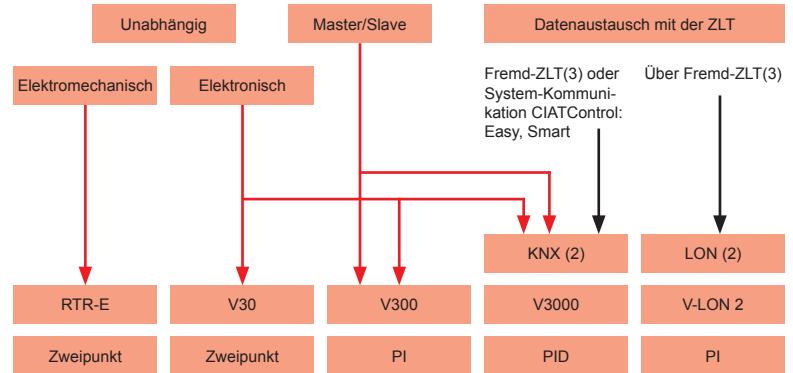 Unabhängig
Master/Slave
Datenaustausch mit der ZLT
Elektromechanisch
Elektronisch
Fremd-ZLT(3) oder
System-Kommuni-
kation CIATControl:
Easy, Smart
Über Fremd-ZLT(3)
KNX (2)
LON (2)
RTR-E
V30
V300
V3000
V-LON 2
Zweipunkt
Zweipunkt
PI
PID
PI